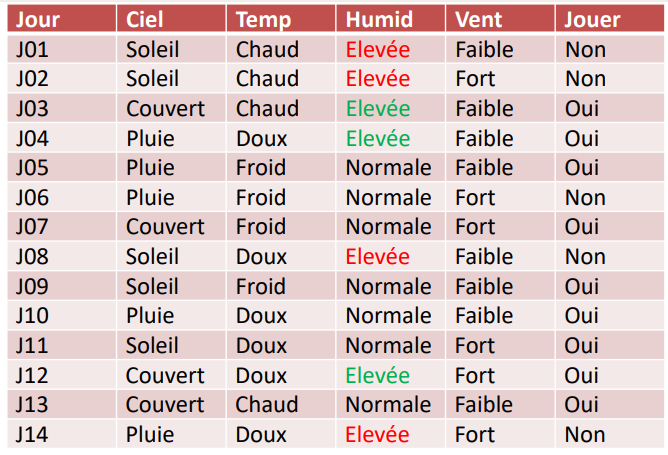 Jour Ciel Temp Humid Vent Jouer
J01 Soleil Chaud Elevée Faible Non
J02 Soleil Chaud Elevée Fort Non
J03 Couvert Chaud Elevée Faible Oui
J04 Pluie Doux Elevée Faible Oui
J05 Pluie Froid Normale Faible Oui
J06 Pluie Froid Normale Fort Non
J07 Couvert Froid Normale Fort Oui
J08 Soleil Doux Elevée Faible Non
J09 Soleil Froid Normale Faible Oui
J10 Pluie Doux Normale Faible Oui
J11 Soleil Doux Normale Fort Oui
J12 Couvert Doux Elevée Fort Oui
J13 Couvert Chaud Normale Faible Oui
J14 Pluie Doux Elevée Fort Non